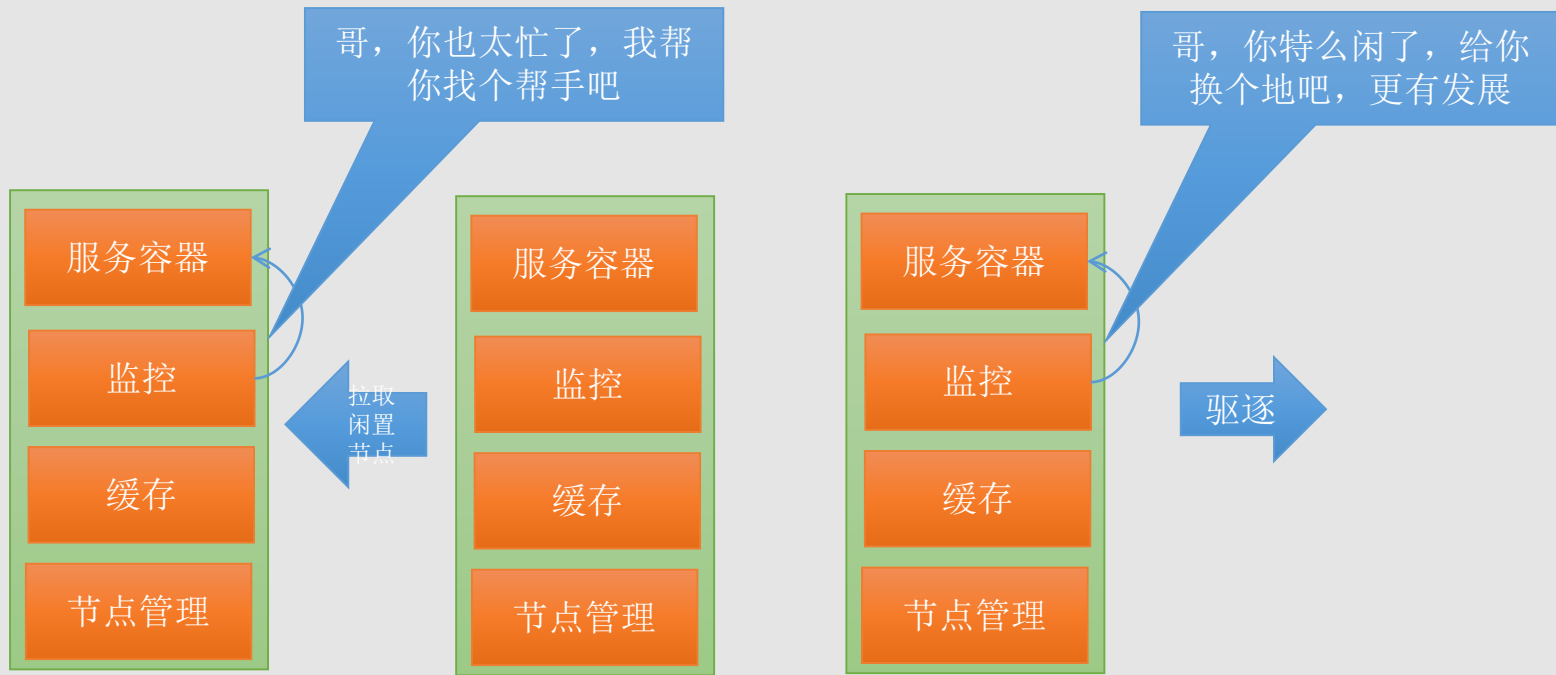 哥，你也太忙了，我帮
你找个帮手吧
哥，你特么闲了，给你
换个地吧，更有发展
服务容器
监控
缓存
节点管理
拉取
闲置
节点
服务容器
监控
缓存
节点管理
服务容器
监控
缓存
节点管理
驱逐